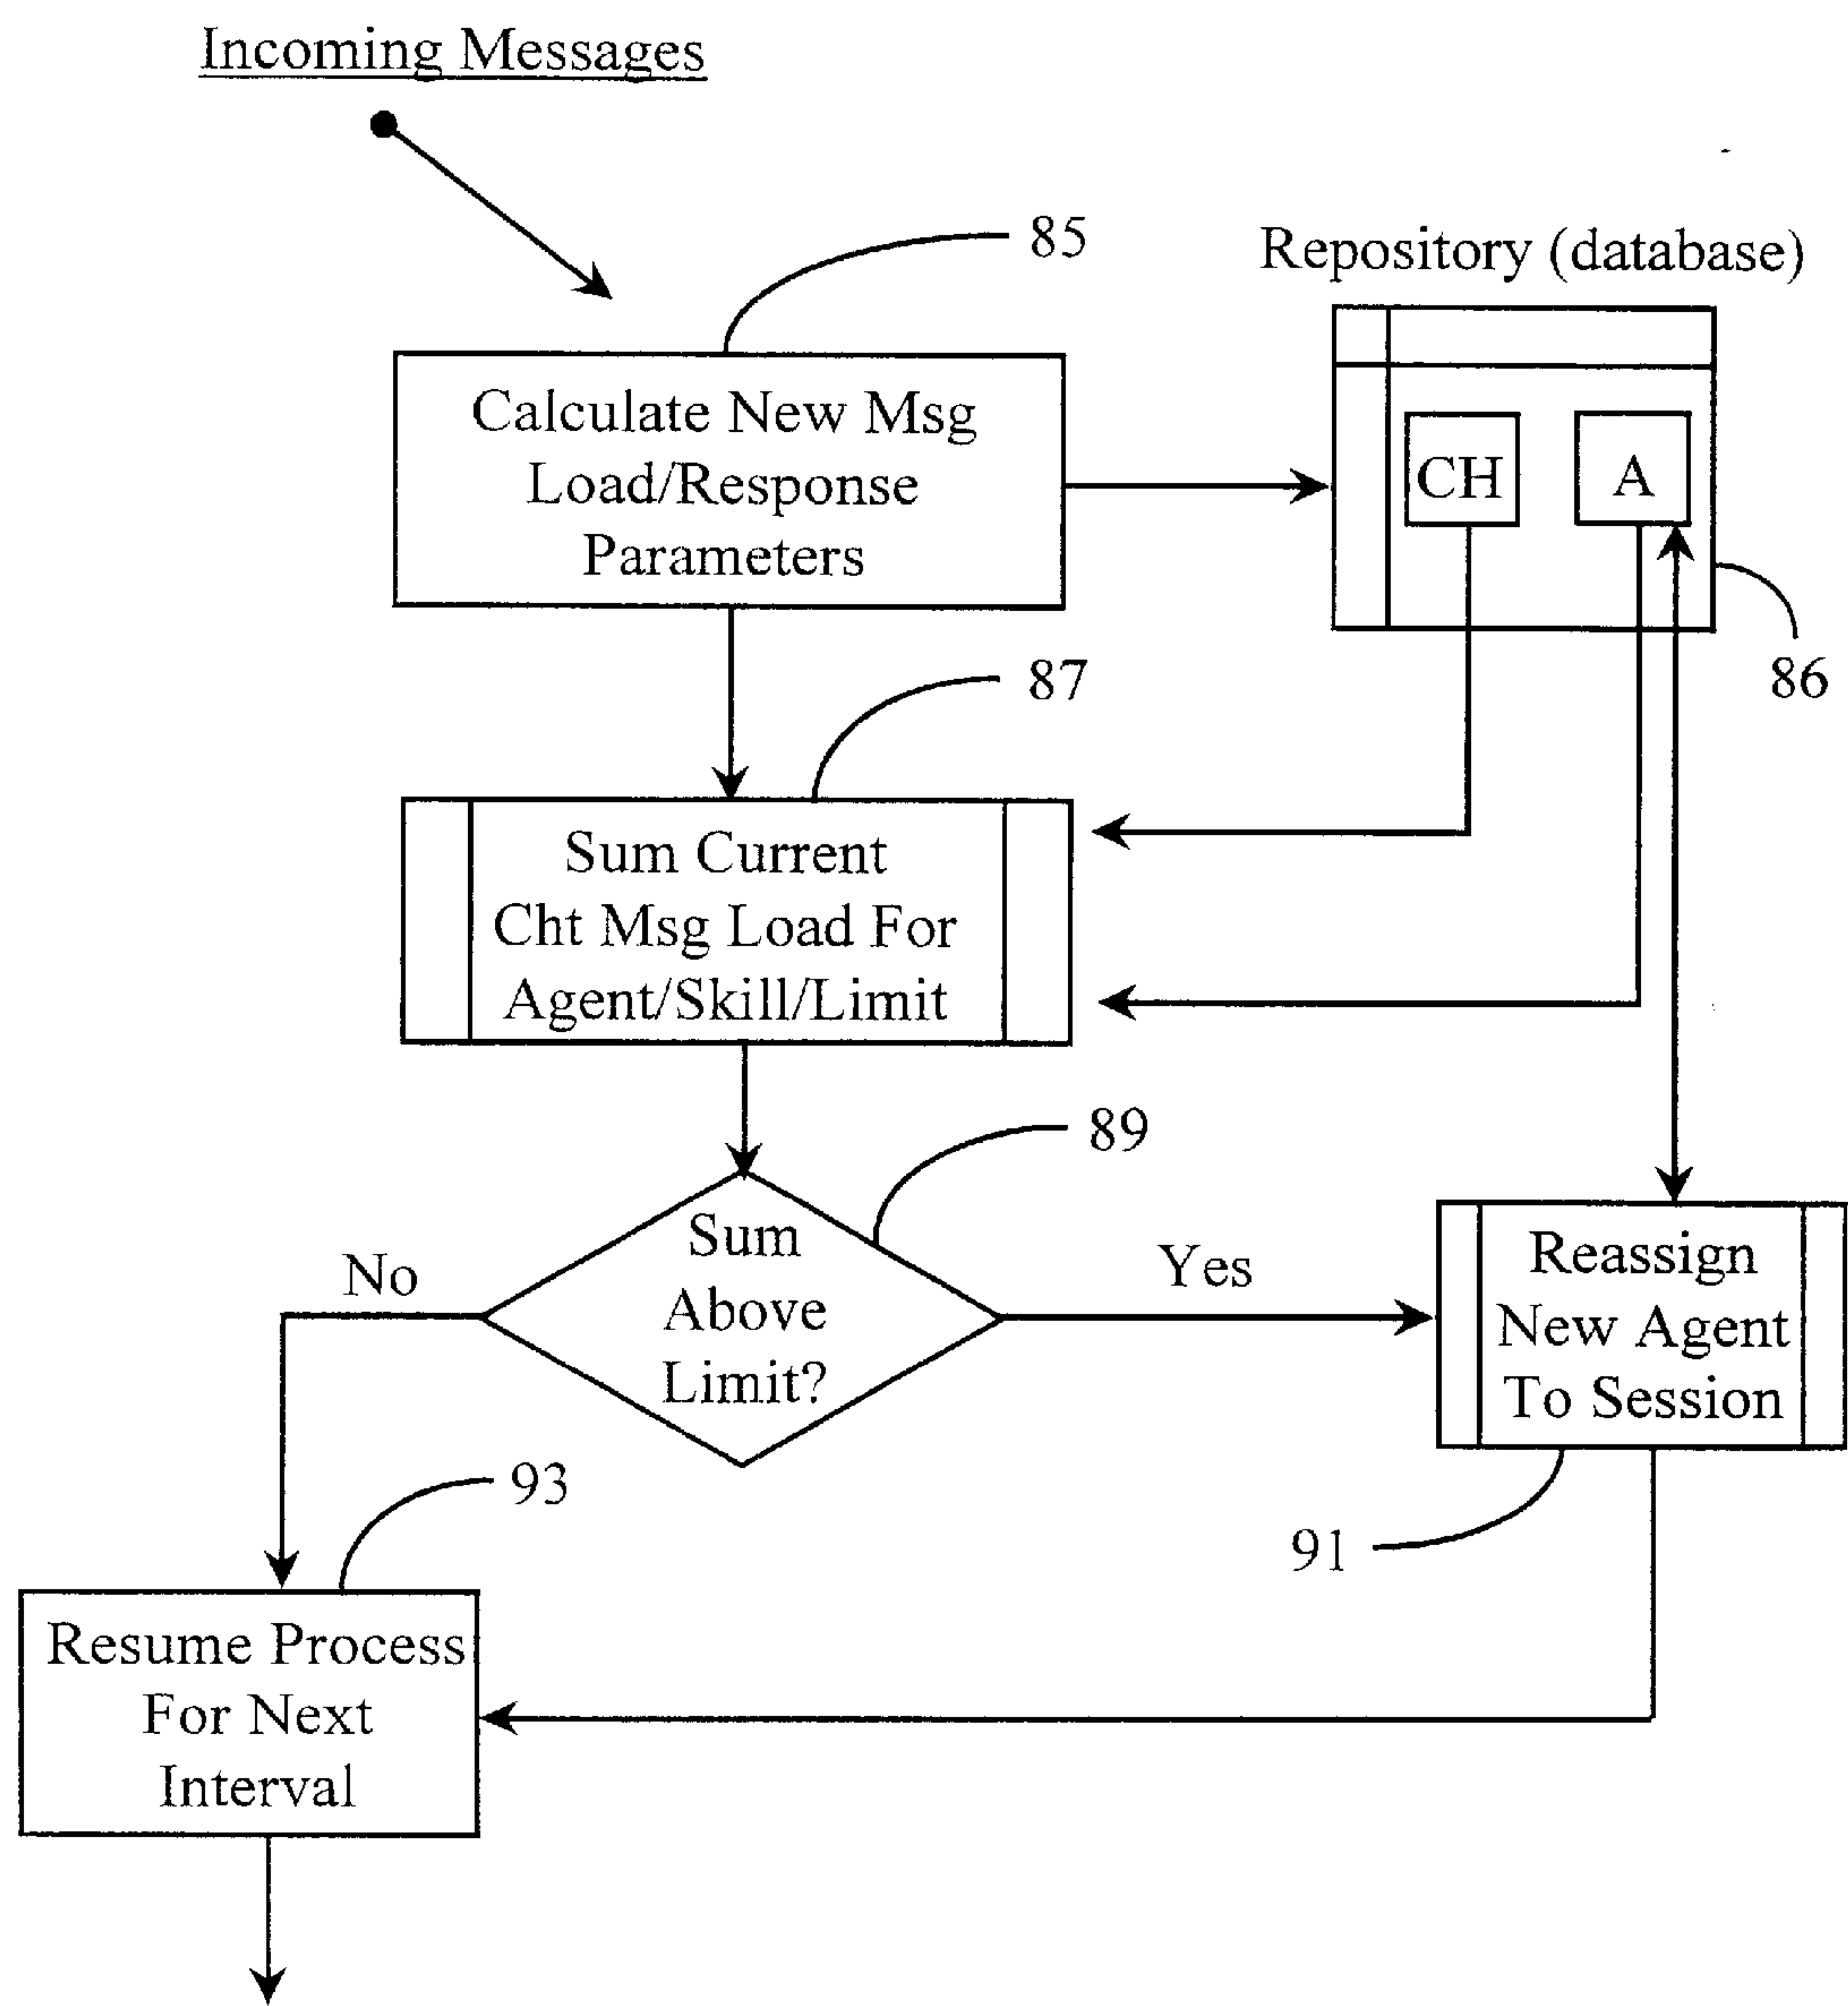 Incoming Messages
85
Repository (database)
Calculate New Msg
Load/Response
Parameters
CH
A
86
87
Sum Current
Cht Msg Load For
Agent/Skill/Limit
89
Sum
Above
Limit?
No
Yes
Reassign
New Agent
To Session
93
91
Resume Process
For Next
Interval